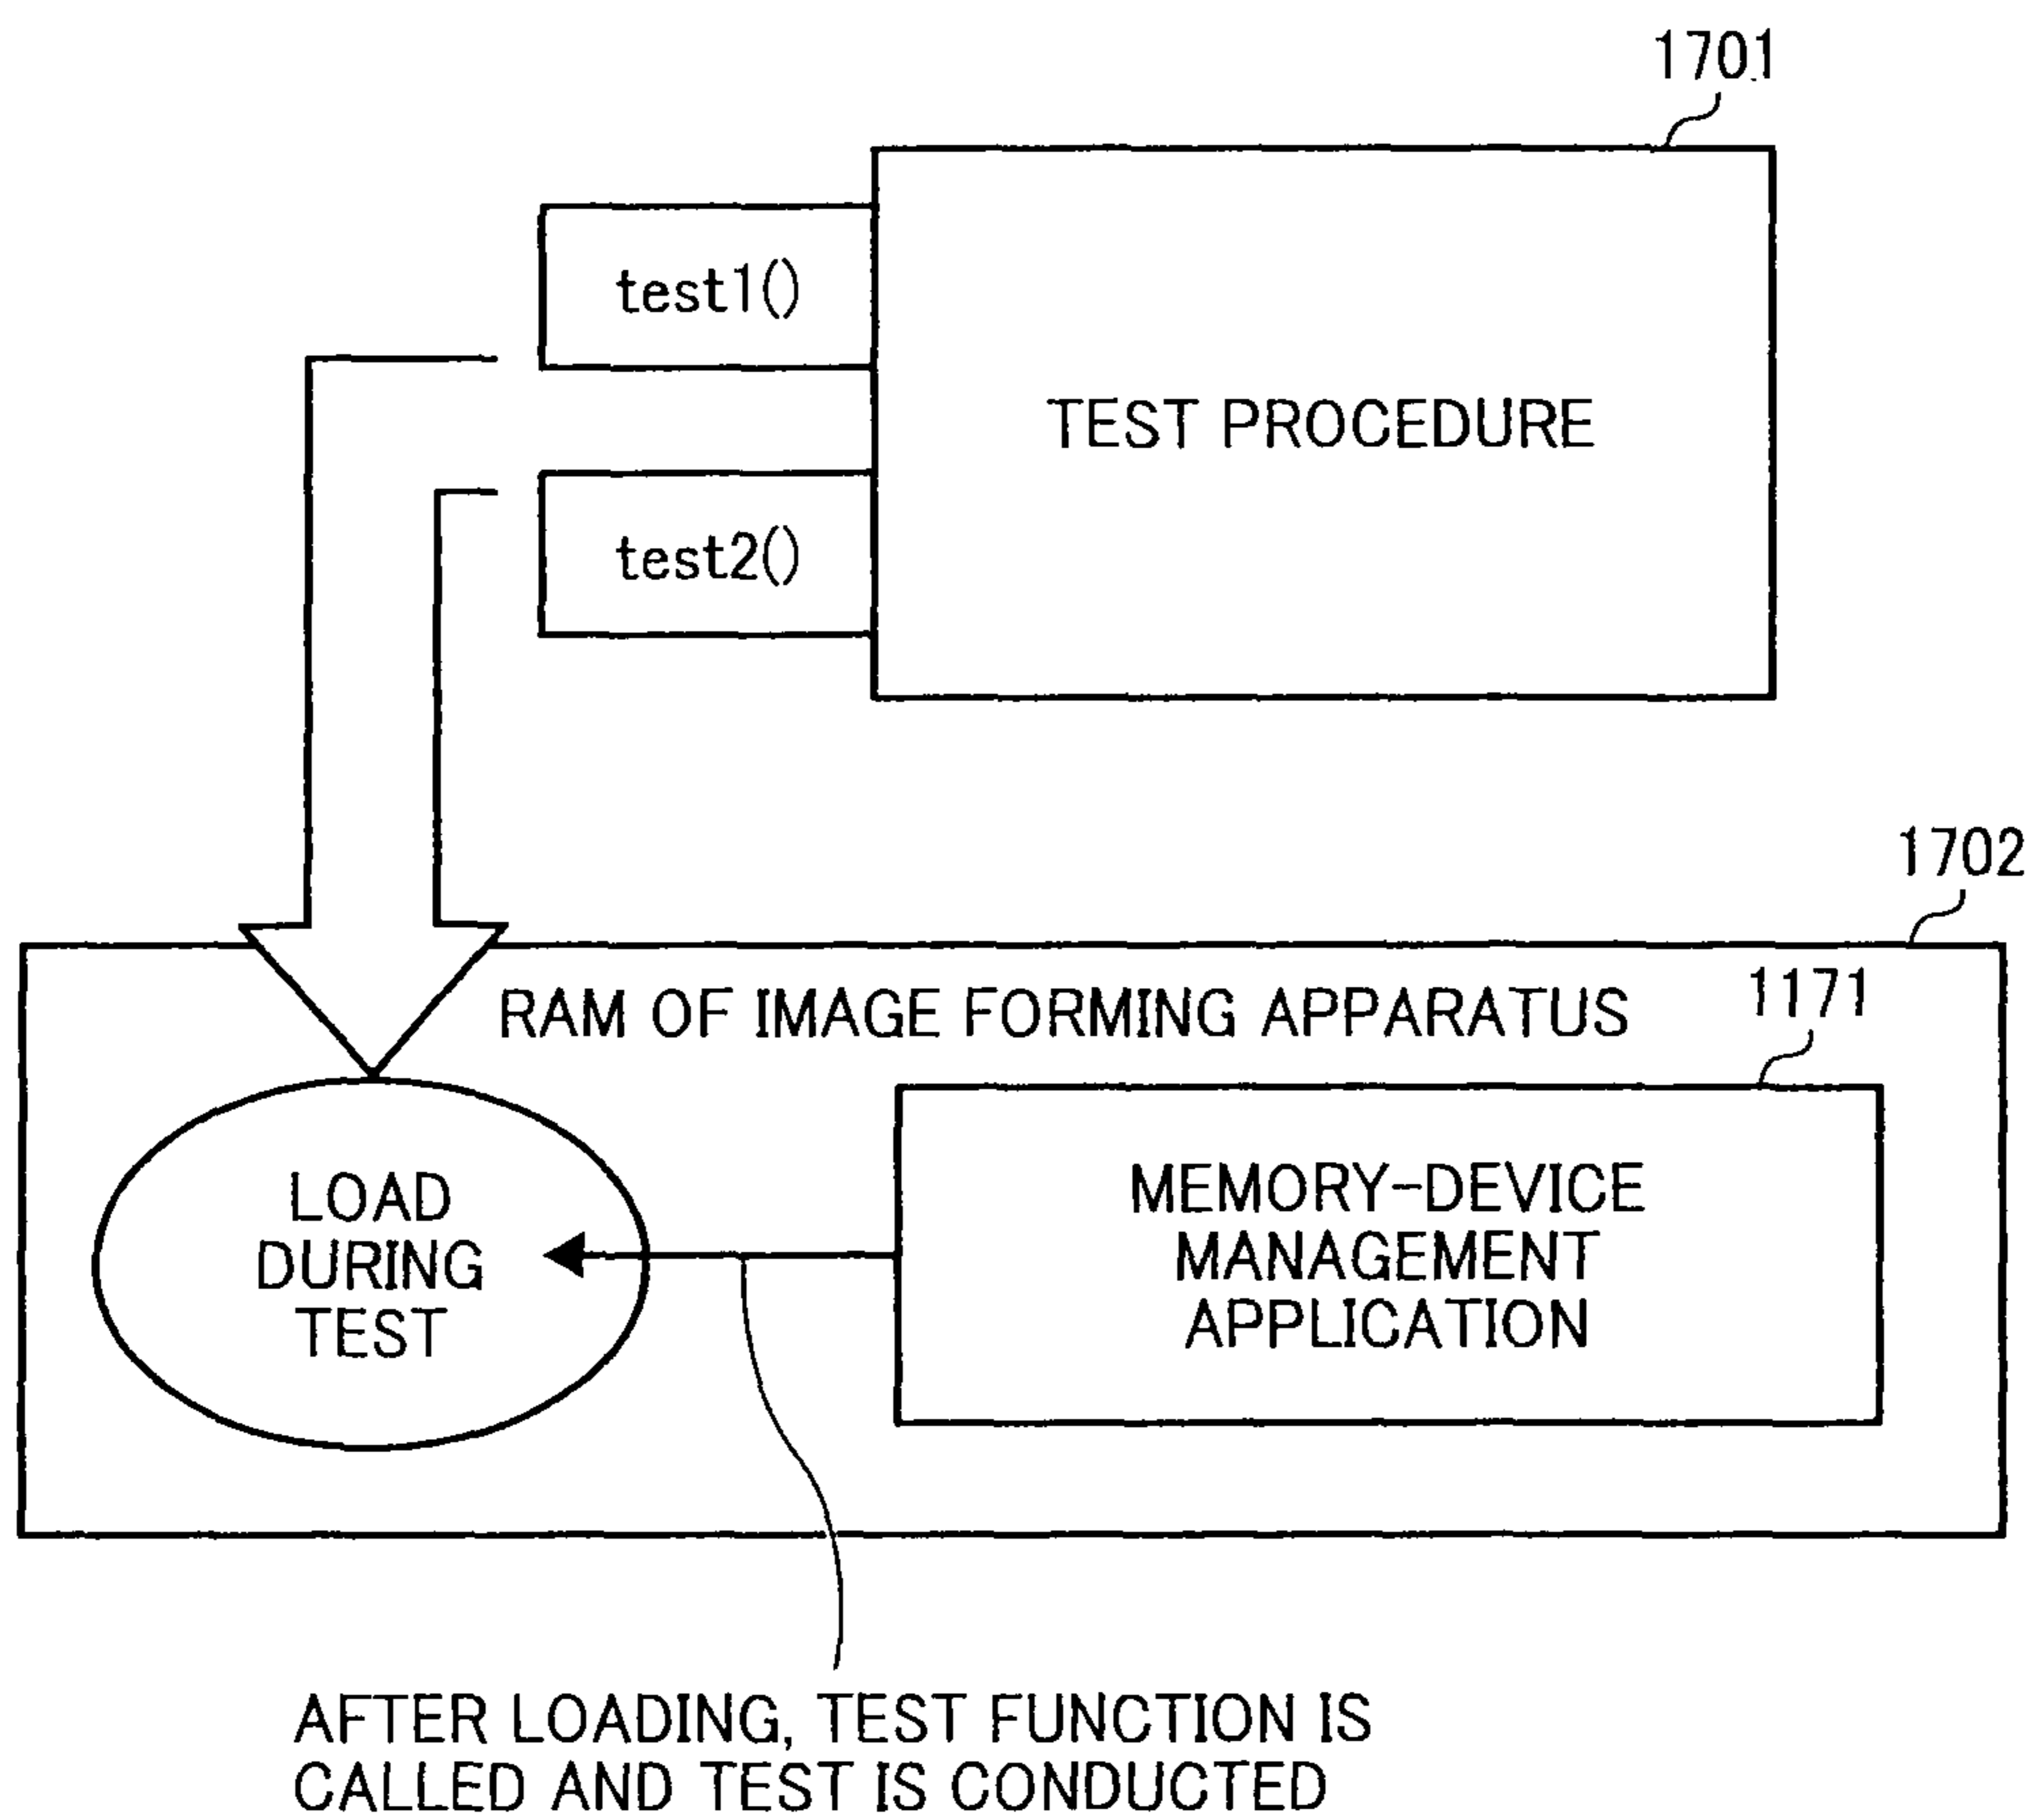 1701
test1()
TEST PROCEDURE
test2()
1702
RAM OF IMAGE FORMING APPARATUS
1171
LOAD
DURING
TEST
MEMORY-DEVICE
MANAGEMENT
APPLICATION
AFTER LOADING, TEST FUNCTION IS
CALLED AND TEST IS CONDUCTED